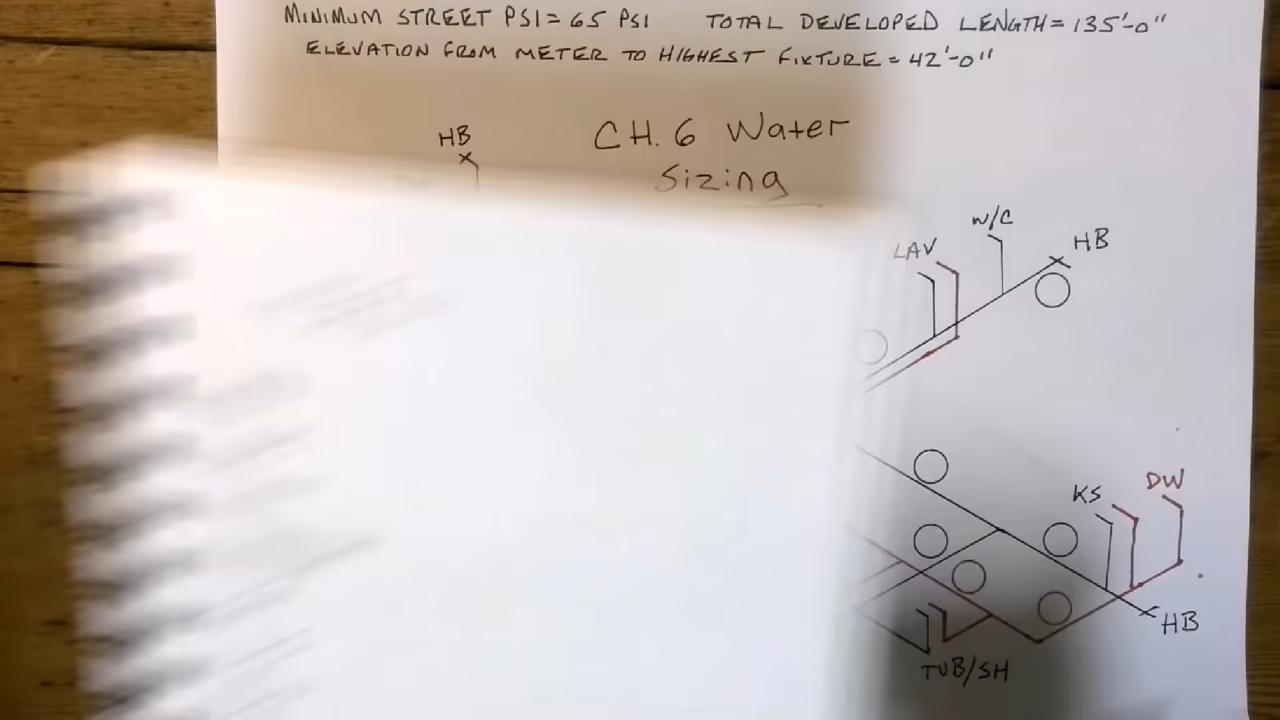 MINIMUM STREET PSI = 65 PSI TOTAL DEVELOPED LENGTH = 135'-0"
ELEVATION FROM METER TO HIGHEST FIXTURE = 42'-0"
HB
CH. 6 Water
Sizing
W/C
LAV
HB
DW
KS
HB
TUB/SH